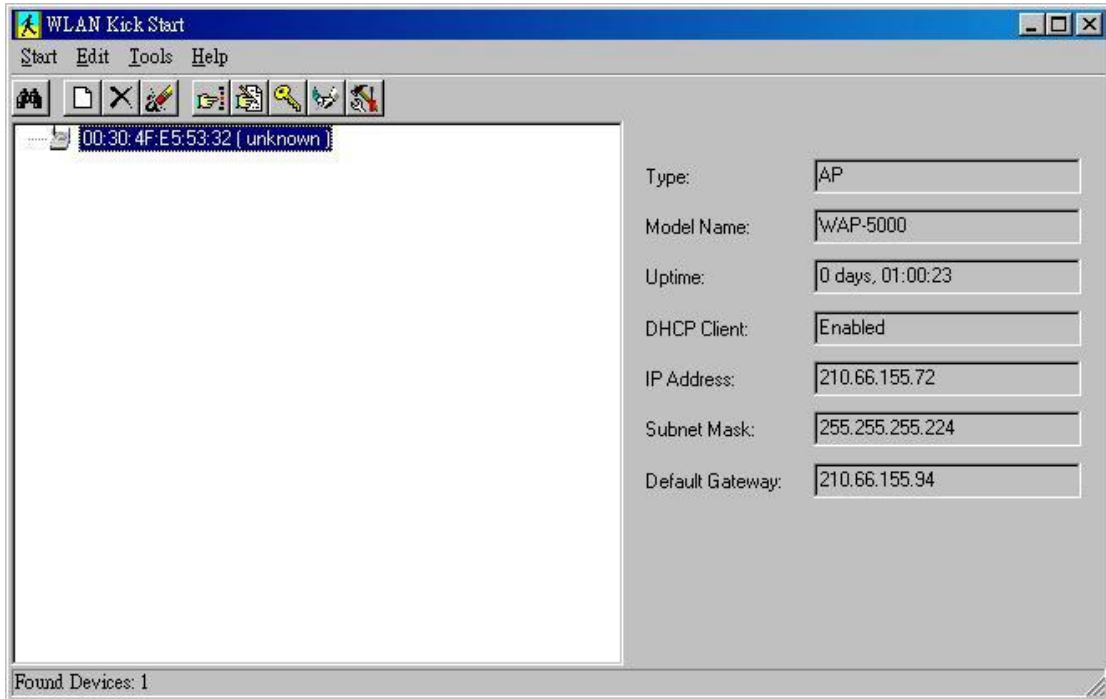 WLAN Kick Start
Start Edit Tools Help
00:30:4F:E5:53:32 ( unknown )
Type: AP
Model Name: WAP-5000
Uptime: 0 days, 01:00:23
DHCP Client: Enabled
IP Address: 210.66.155.72
Subnet Mask: 255.255.255.224
Default Gateway: 210.66.155.94
Found Devices: 1